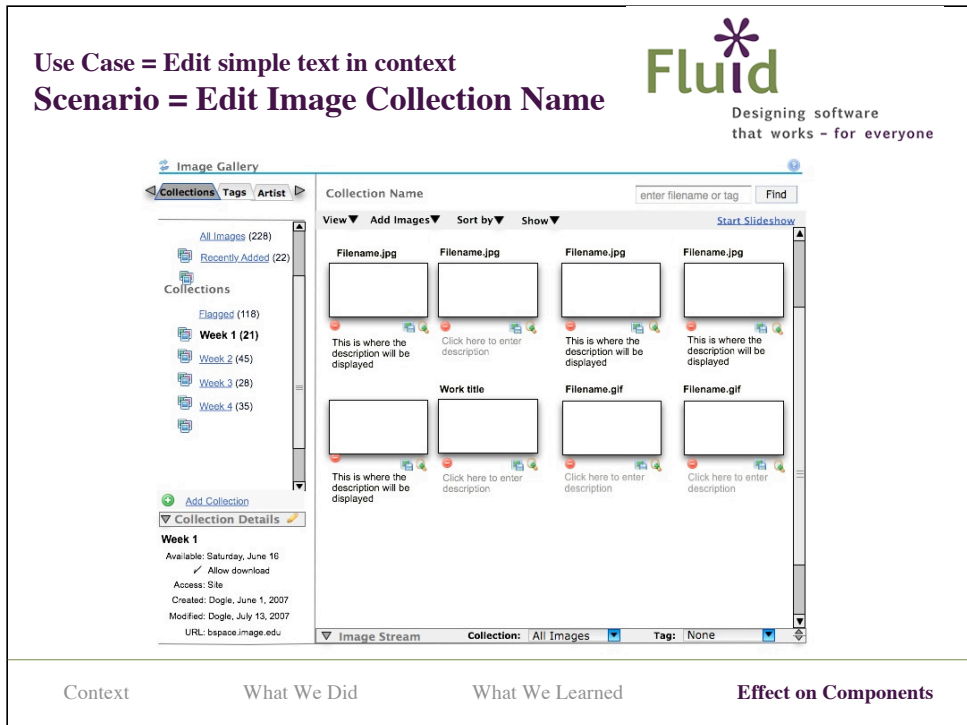 Use Case = Edit simple text in context
Scenario = Edit Image Collection Name
Fluid
Designing software
that works – for everyone
Image Gallery
Collections Tags Artist
All Images (228)
Recently Added (22)
Collections
Flagged (118)
Week 1 (21)
Week 2 (45)
Week 3 (28)
Week 4 (35)
Add Collection
Collection Details
Week 1
Available: Saturday, June 16
✓ Allow download
Access: Site
Created: Dogle, June 1, 2007
Modified: Dogle, July 13, 2007
URL: bspace.image.edu
Collection Name
enter filename or tag Find
View▼ Add Images▼ Sort by▼ Show▼ Start Slideshow
Filename.jpg Filename.jpg Filename.jpg Filename.jpg
This is where the
description will be
displayed
Click here to enter
description
This is where the
description will be
displayed
This is where the
description will be
displayed
Work title Filename.gif Filename.gif
This is where the
description will be
displayed
Click here to enter
description
Click here to enter
description
Click here to enter
description
Image Stream Collection: All Images Tag: None
Context What We Did What We Learned Effect on Components